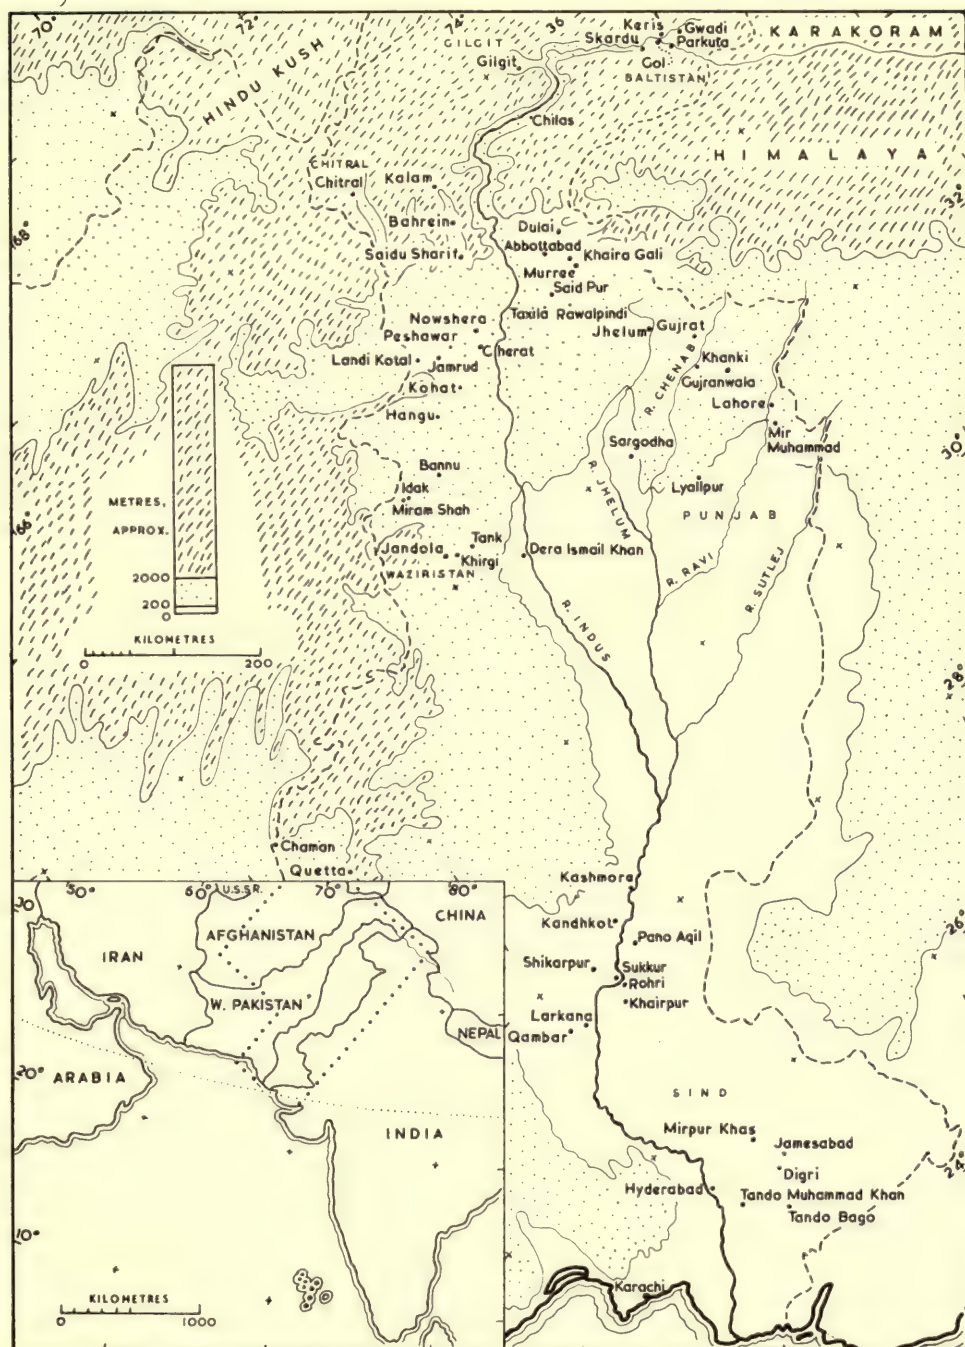 70°
72°
74°
36
GILGIT
Keris
Gwadi
Skardu
Parkuta
KARAKORAM
Gilgit
Gol
BALTISTAN
HINDU KUSH
Chilas
HIMALAYA
CHITRAL
Chitral
Kalam
32°
68°
Bahrein
Dulai
Abbottabad
Khaira Gali
Saidu Sharif
Murree
Said Pur
Nowshera
Taxila Rawalpindi
Peshawar
Jhelum
Gujrat
Cherat
Landi Kotal
Jamrud
R. CHENAB
Khanki
Kohat
Gujranwala
Hangu
Lahore
Mir
Muhammad
30°
Sargodha
Bannu
R. JHELUM
Lyallpur
Idak
METRES,
Miram Shah
66°
APPROX.
PUNJAB
Tank
Jandola
Khirgi
Dera Ismail Khan
WAZIRISTAN
2000
R. RAVI
R. SUTLEJ
200
0
R. INDUS
KILOMETRES
0
200
28°
Chaman
Quetta
Kashmore
50°
60°
U.S.S.R.
70°
80°
30
CHINA
26°
AFGHANISTAN
Kandhkot
IRAN
Pano Aqil
Shikarpur
Sukkur
Rohri
W. PAKISTAN
Khairpur
Larkana
NEPAL
Qambar
20°
ARABIA
SIND
INDIA
Mirpur Khas
Jamesabad
24°
Digri
Hyderabad
Tando Muhammad Khan
Tando Bago
10°
Karachi
KILOMETRES
0
1000